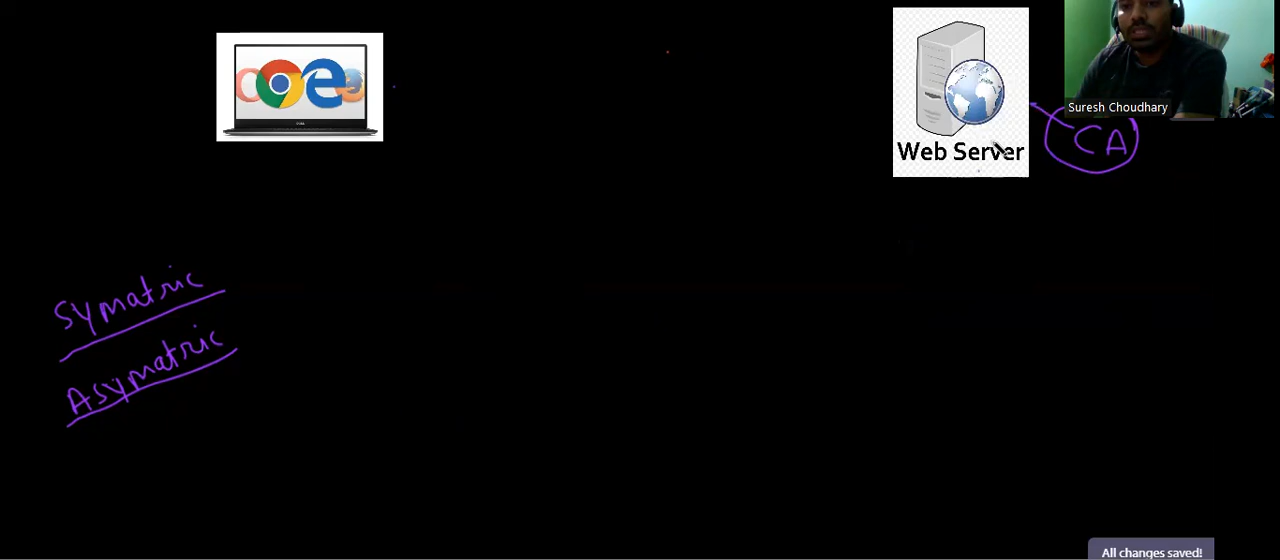 Suresh Choudhary
CA
Web Server
Symatric
Asymatric
All changes saved!